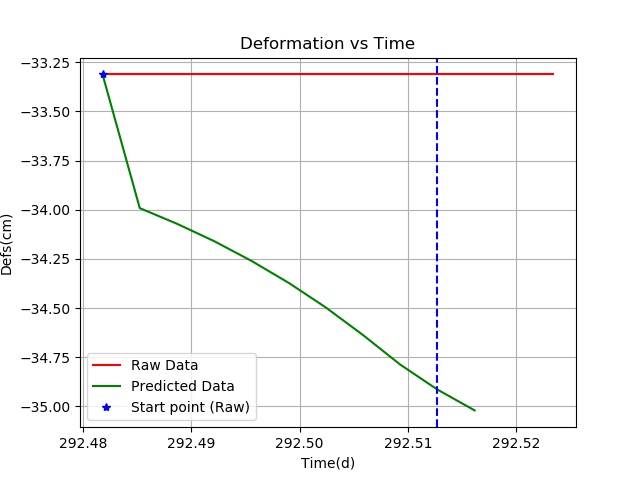 Deformation vs Time
−33.25
−33.50
−33.75
−34.00
−34.25
−34.50
−34.75
−35.00
Defs(cm)
Raw Data
Predicted Data
Start point (Raw)
292.48 292.49 292.50 292.51 292.52
Time(d)